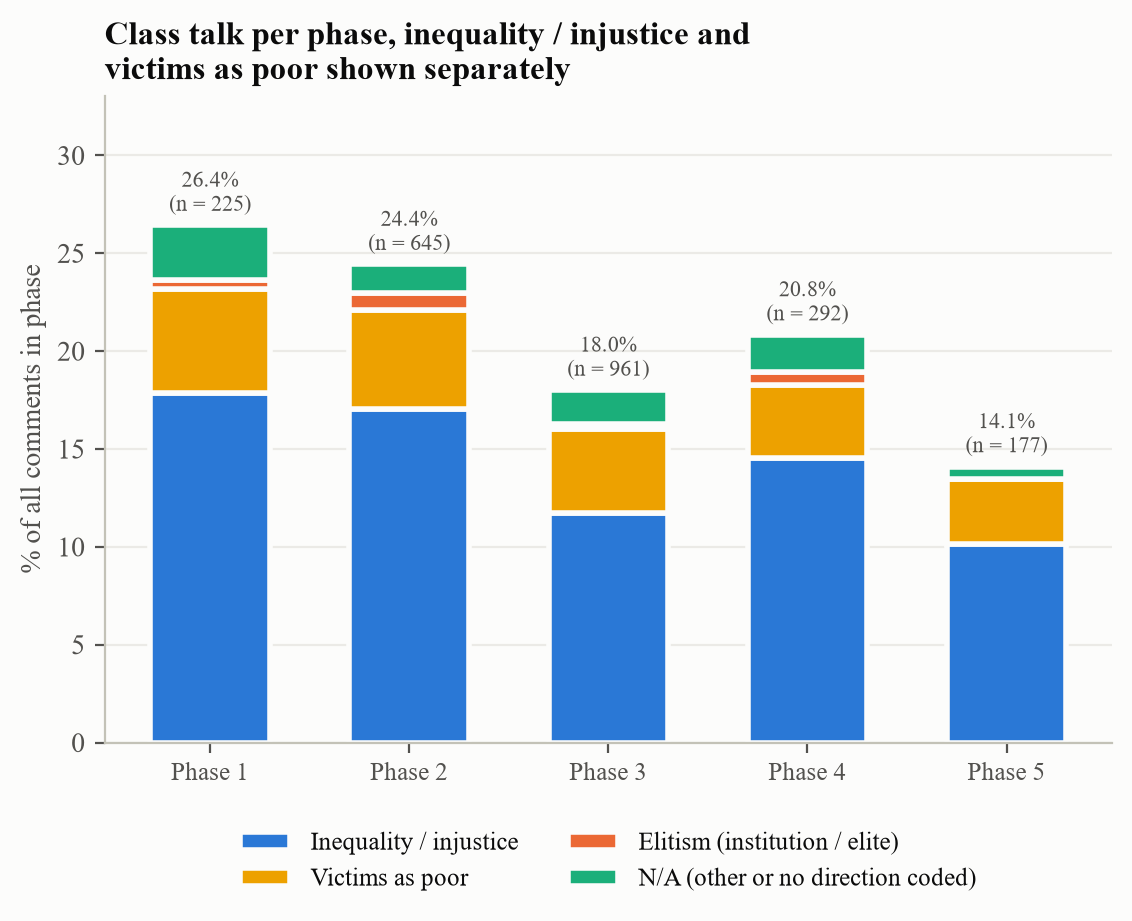 Class talk per phase, inequality / injustice and
victims as poor shown separately
% of all comments in phase
30
25
20
15
10
5
0
26.4%
(n = 225)
24.4%
(n = 645)
18.0%
(n = 961)
20.8%
(n = 292)
14.1%
(n = 177)
Phase 1
Phase 2
Phase 3
Phase 4
Phase 5
Inequality / injustice
Victims as poor
Elitism (institution / elite)
N/A (other or no direction coded)